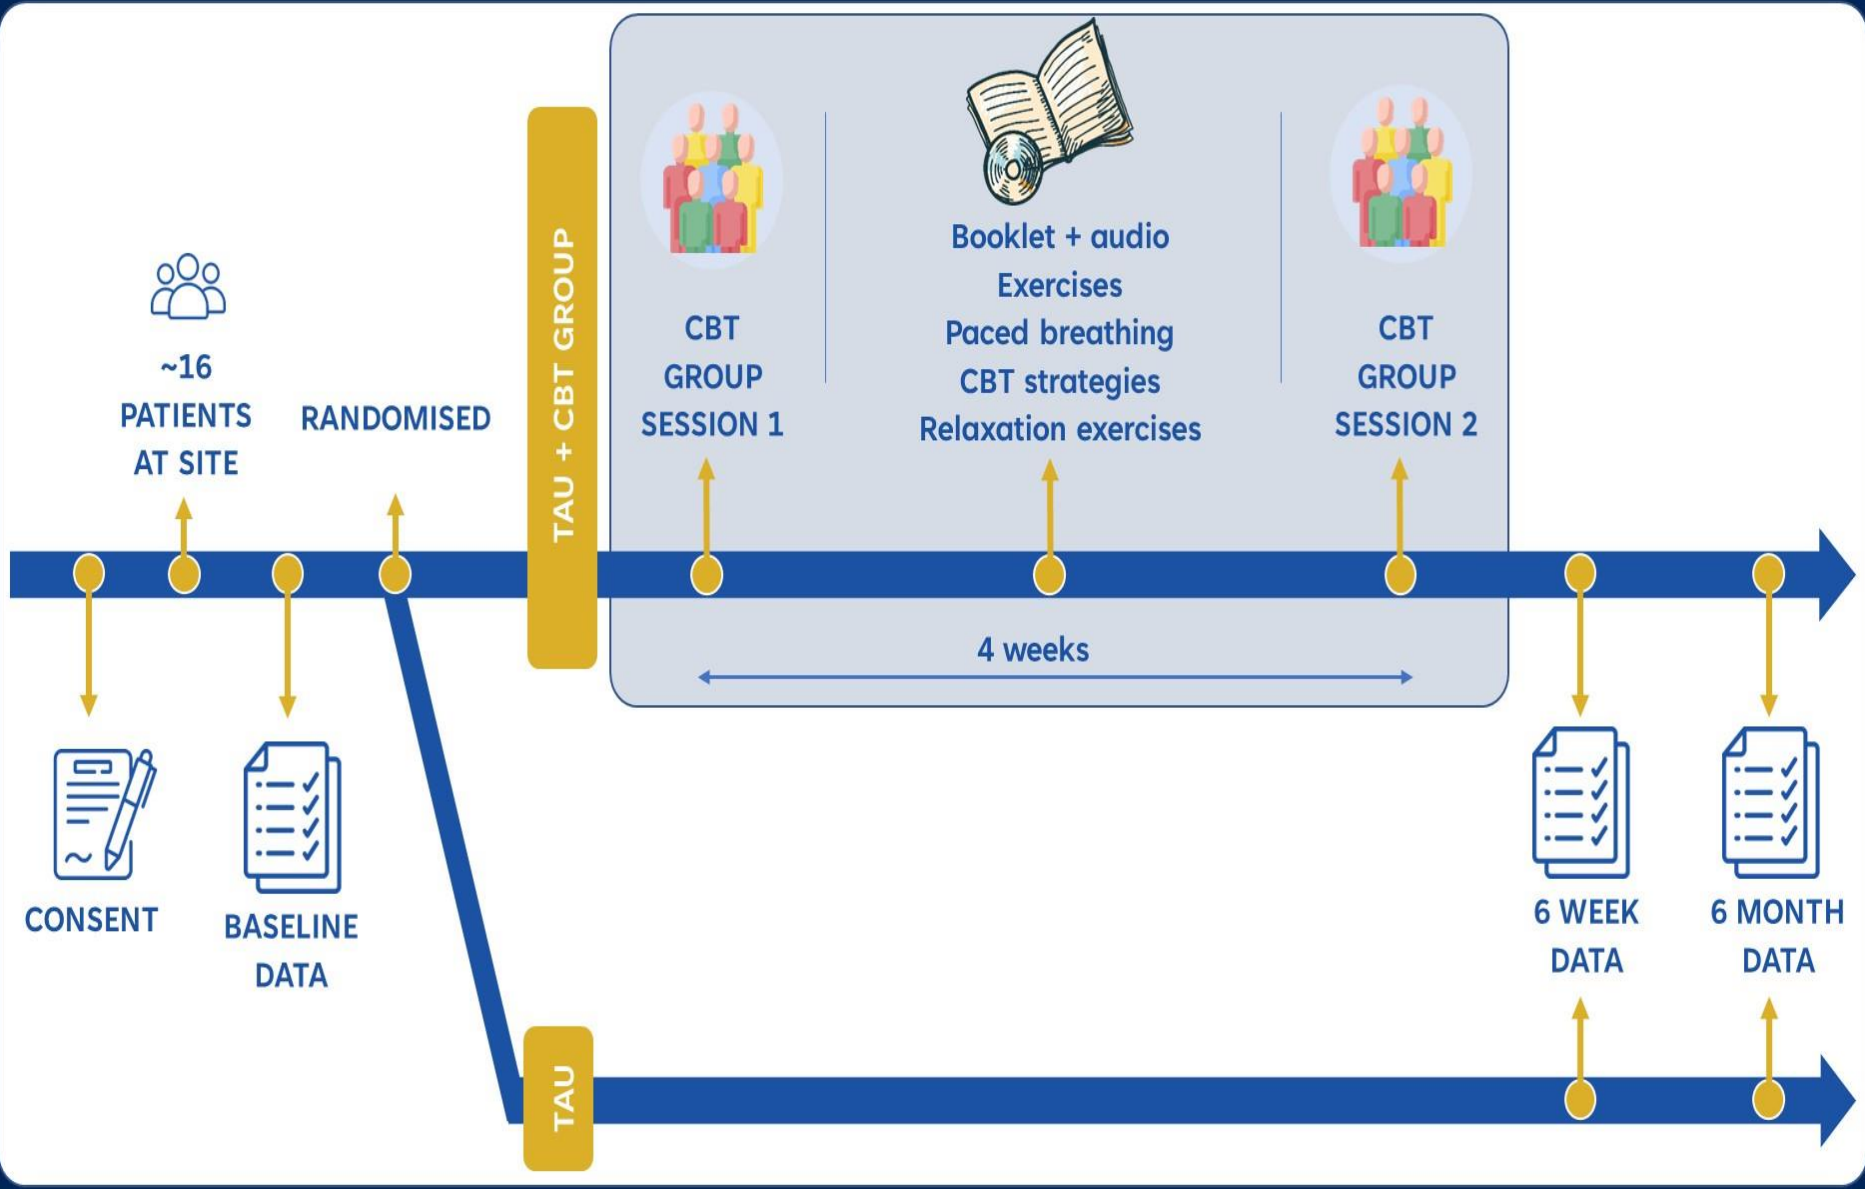 ~16
PATIENTS
AT SITE
RANDOMISED
TAU + CBT GROUP
CBT
GROUP
SESSION 1
Booklet + audio
Exercises
Paced breathing
CBT strategies
Relaxation exercises
CBT
GROUP
SESSION 2
4 weeks
CONSENT
BASELINE
DATA
6 WEEK
DATA
6 MONTH
DATA
TAU